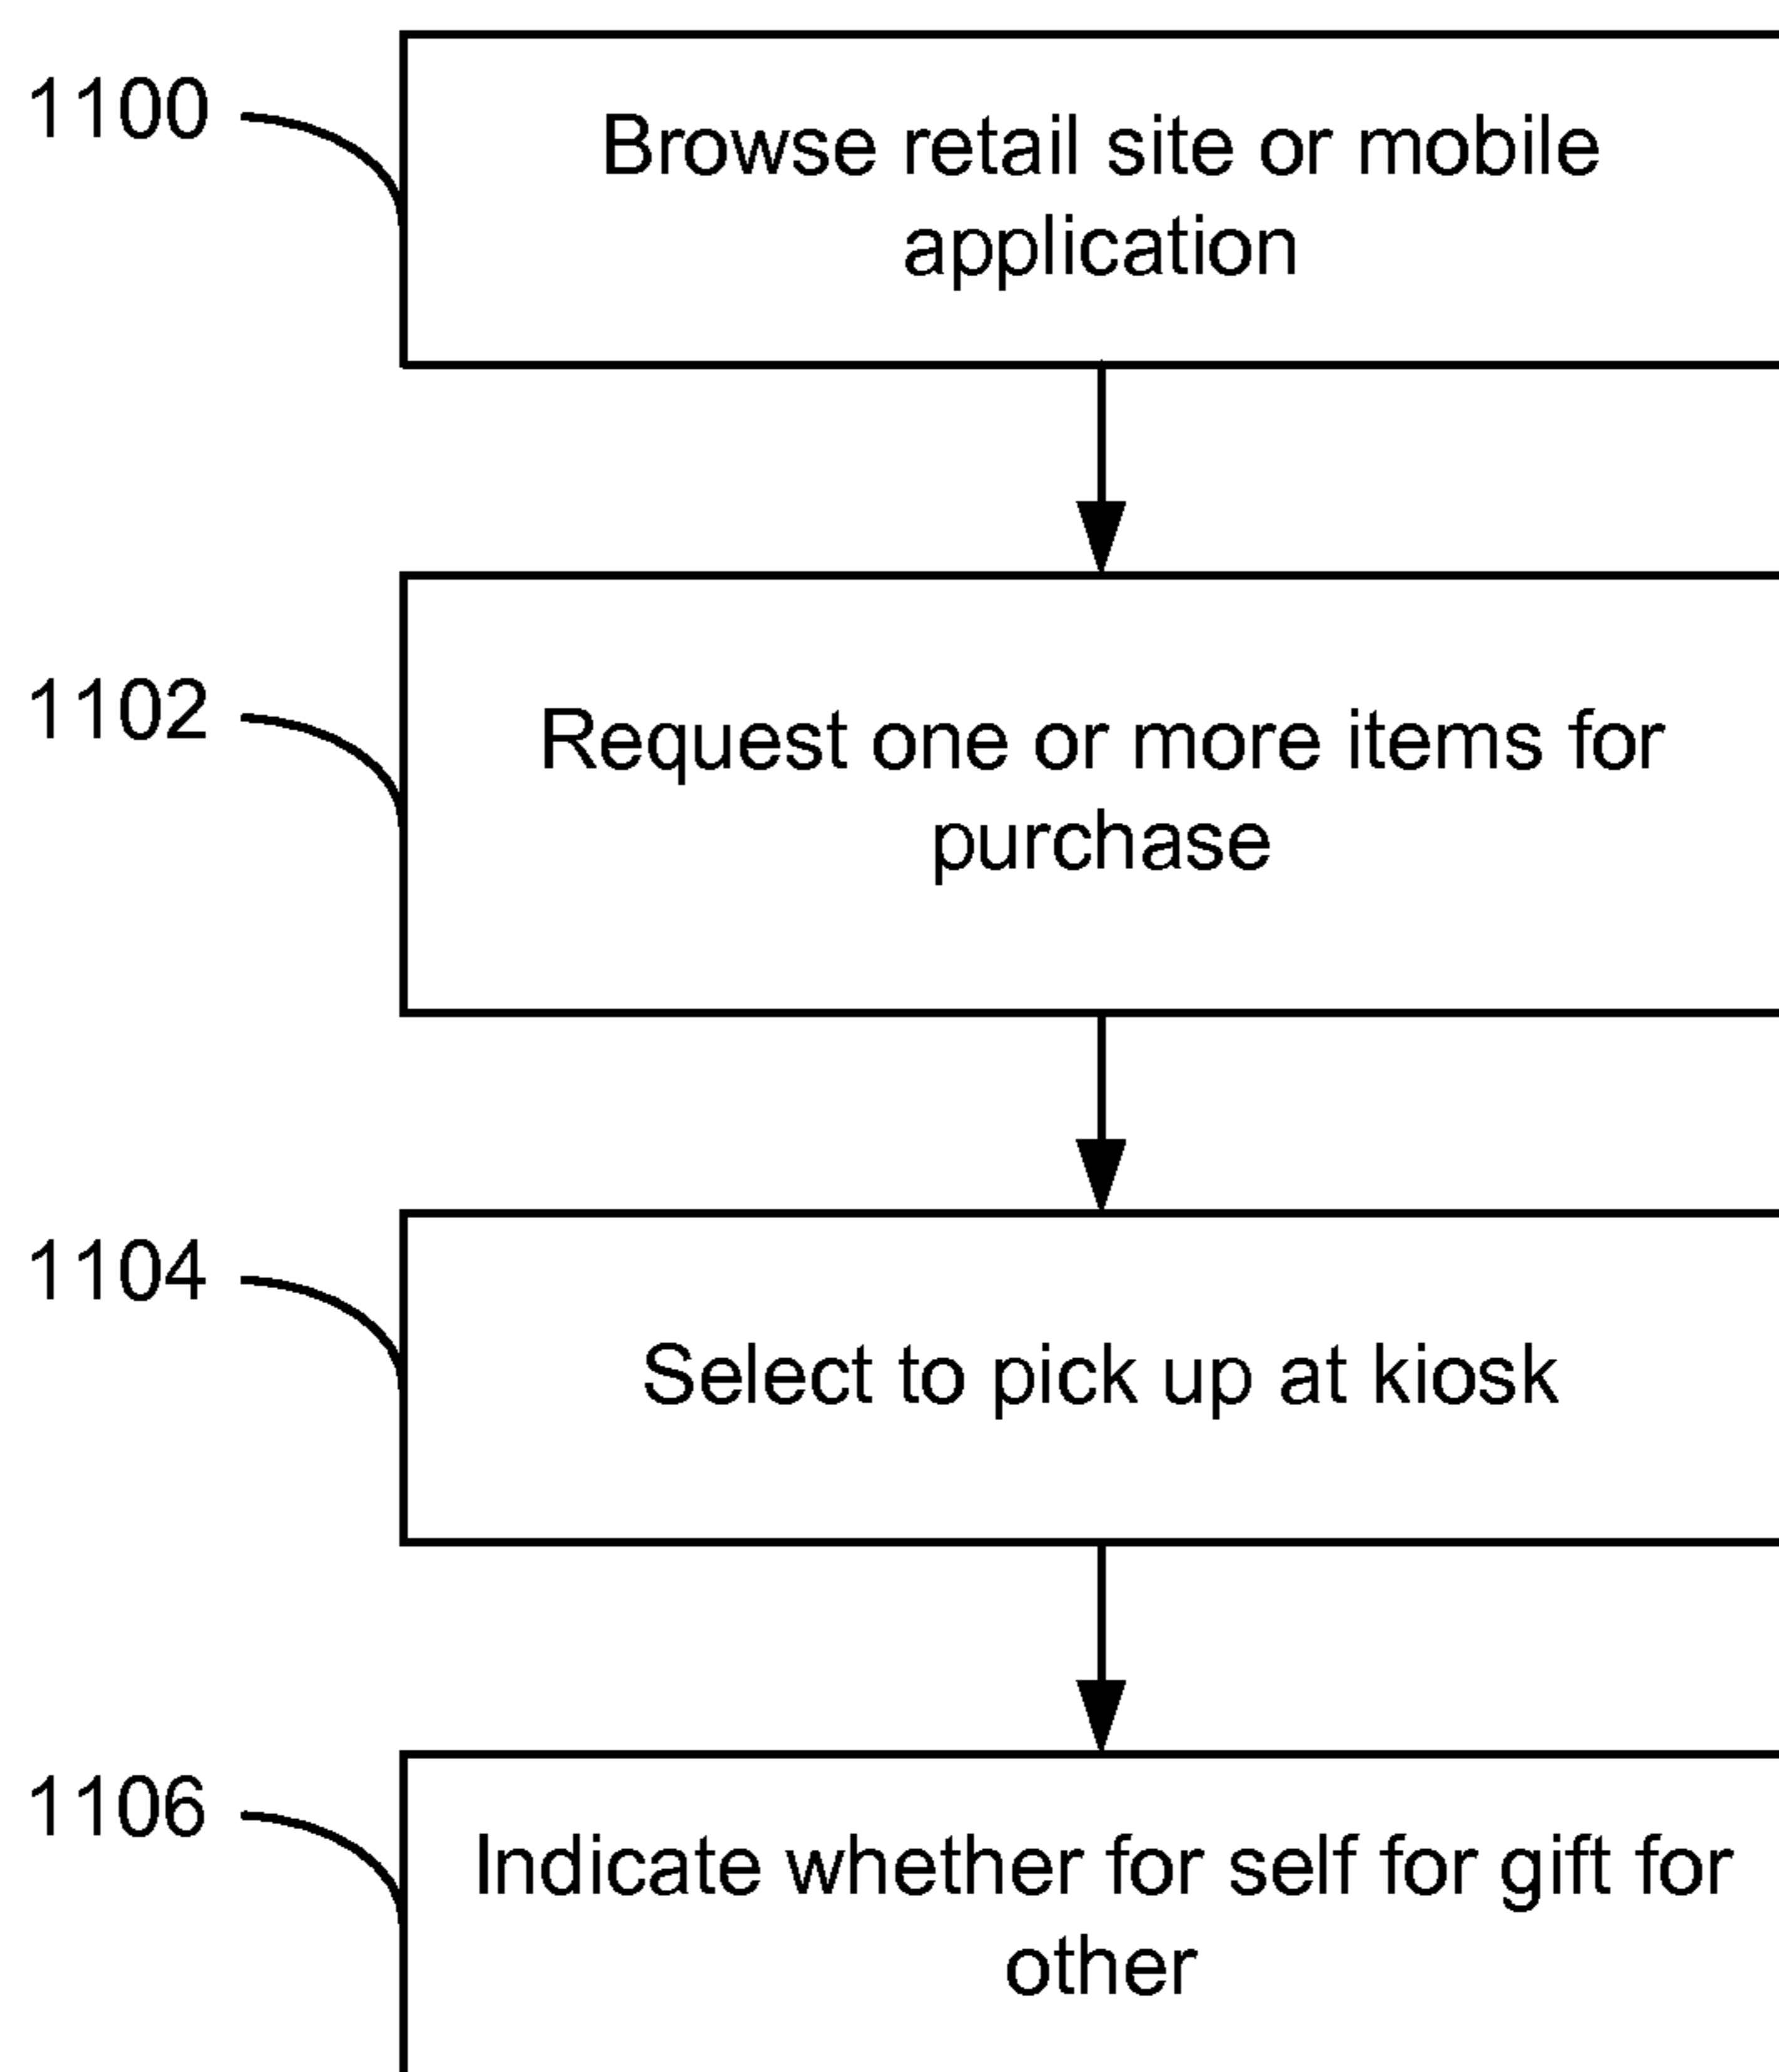 1100
Browse retail site or mobile
application
1102
Request one or more items for
purchase
1104
Select to pick up at kiosk
1106
Indicate whether for self for gift for
other